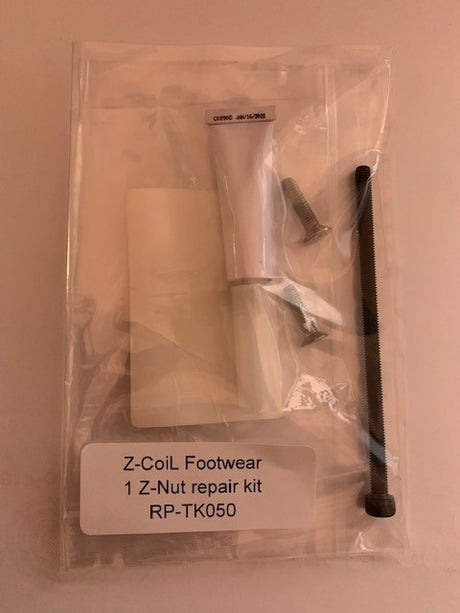 Z-CoiL Footwear
1 Z-Nut repair kit
RP-TK050